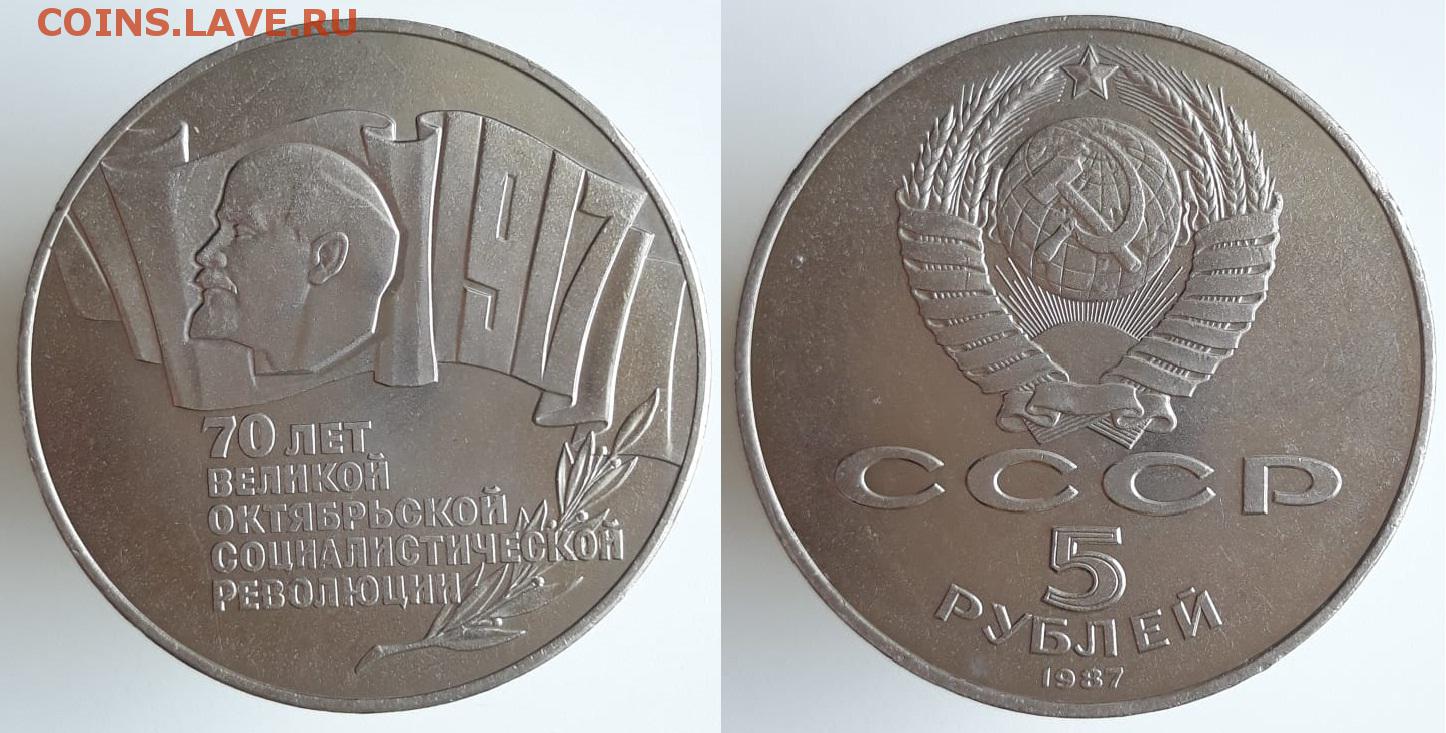 COINS.LAVE.RU
1917
70 ЛЕТ
ВЕЛИКОЙ
ОКТЯБРЬСКОЙ
СОЦИАЛИСТИЧЕСКОЙ
РЕВОЛЮЦИИ
СССР
5
РУБЛЕЙ
1987